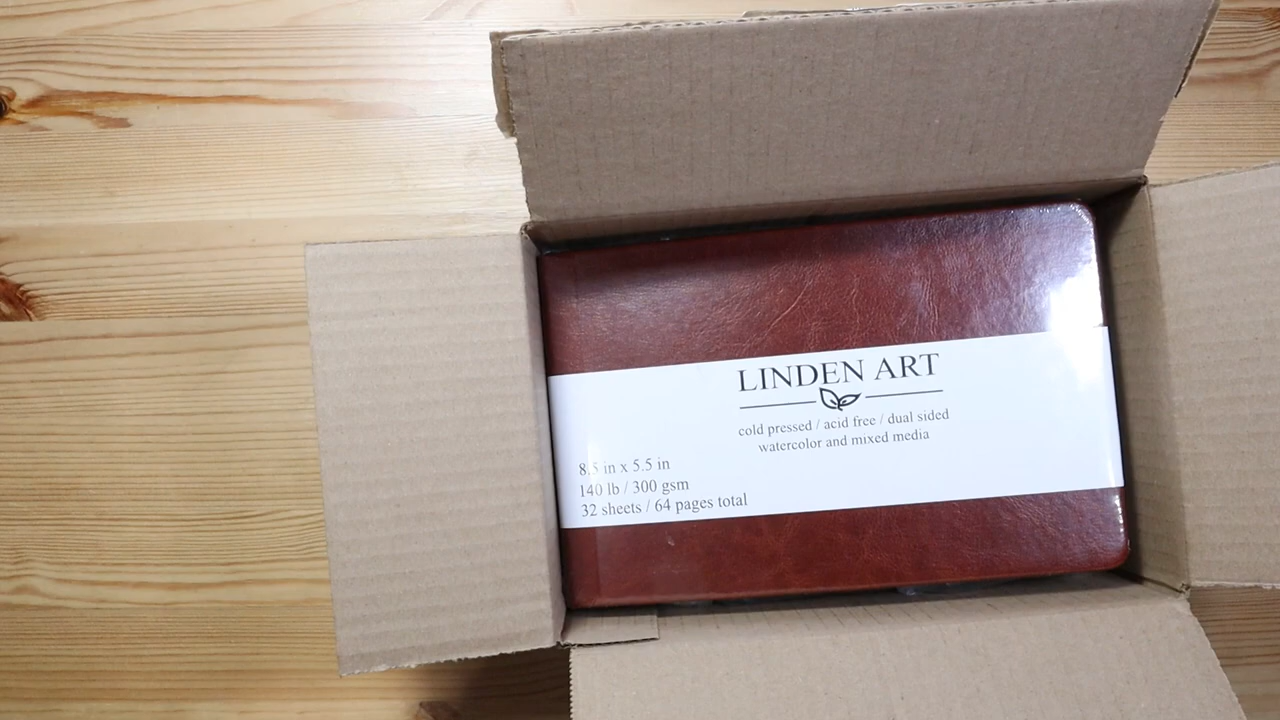 LINDEN ART
cold pressed / acid free / dual sided
watercolor and mixed media
8.5 in x 5.5 in
140 lb / 300 gsm
32 sheets / 64 pages total